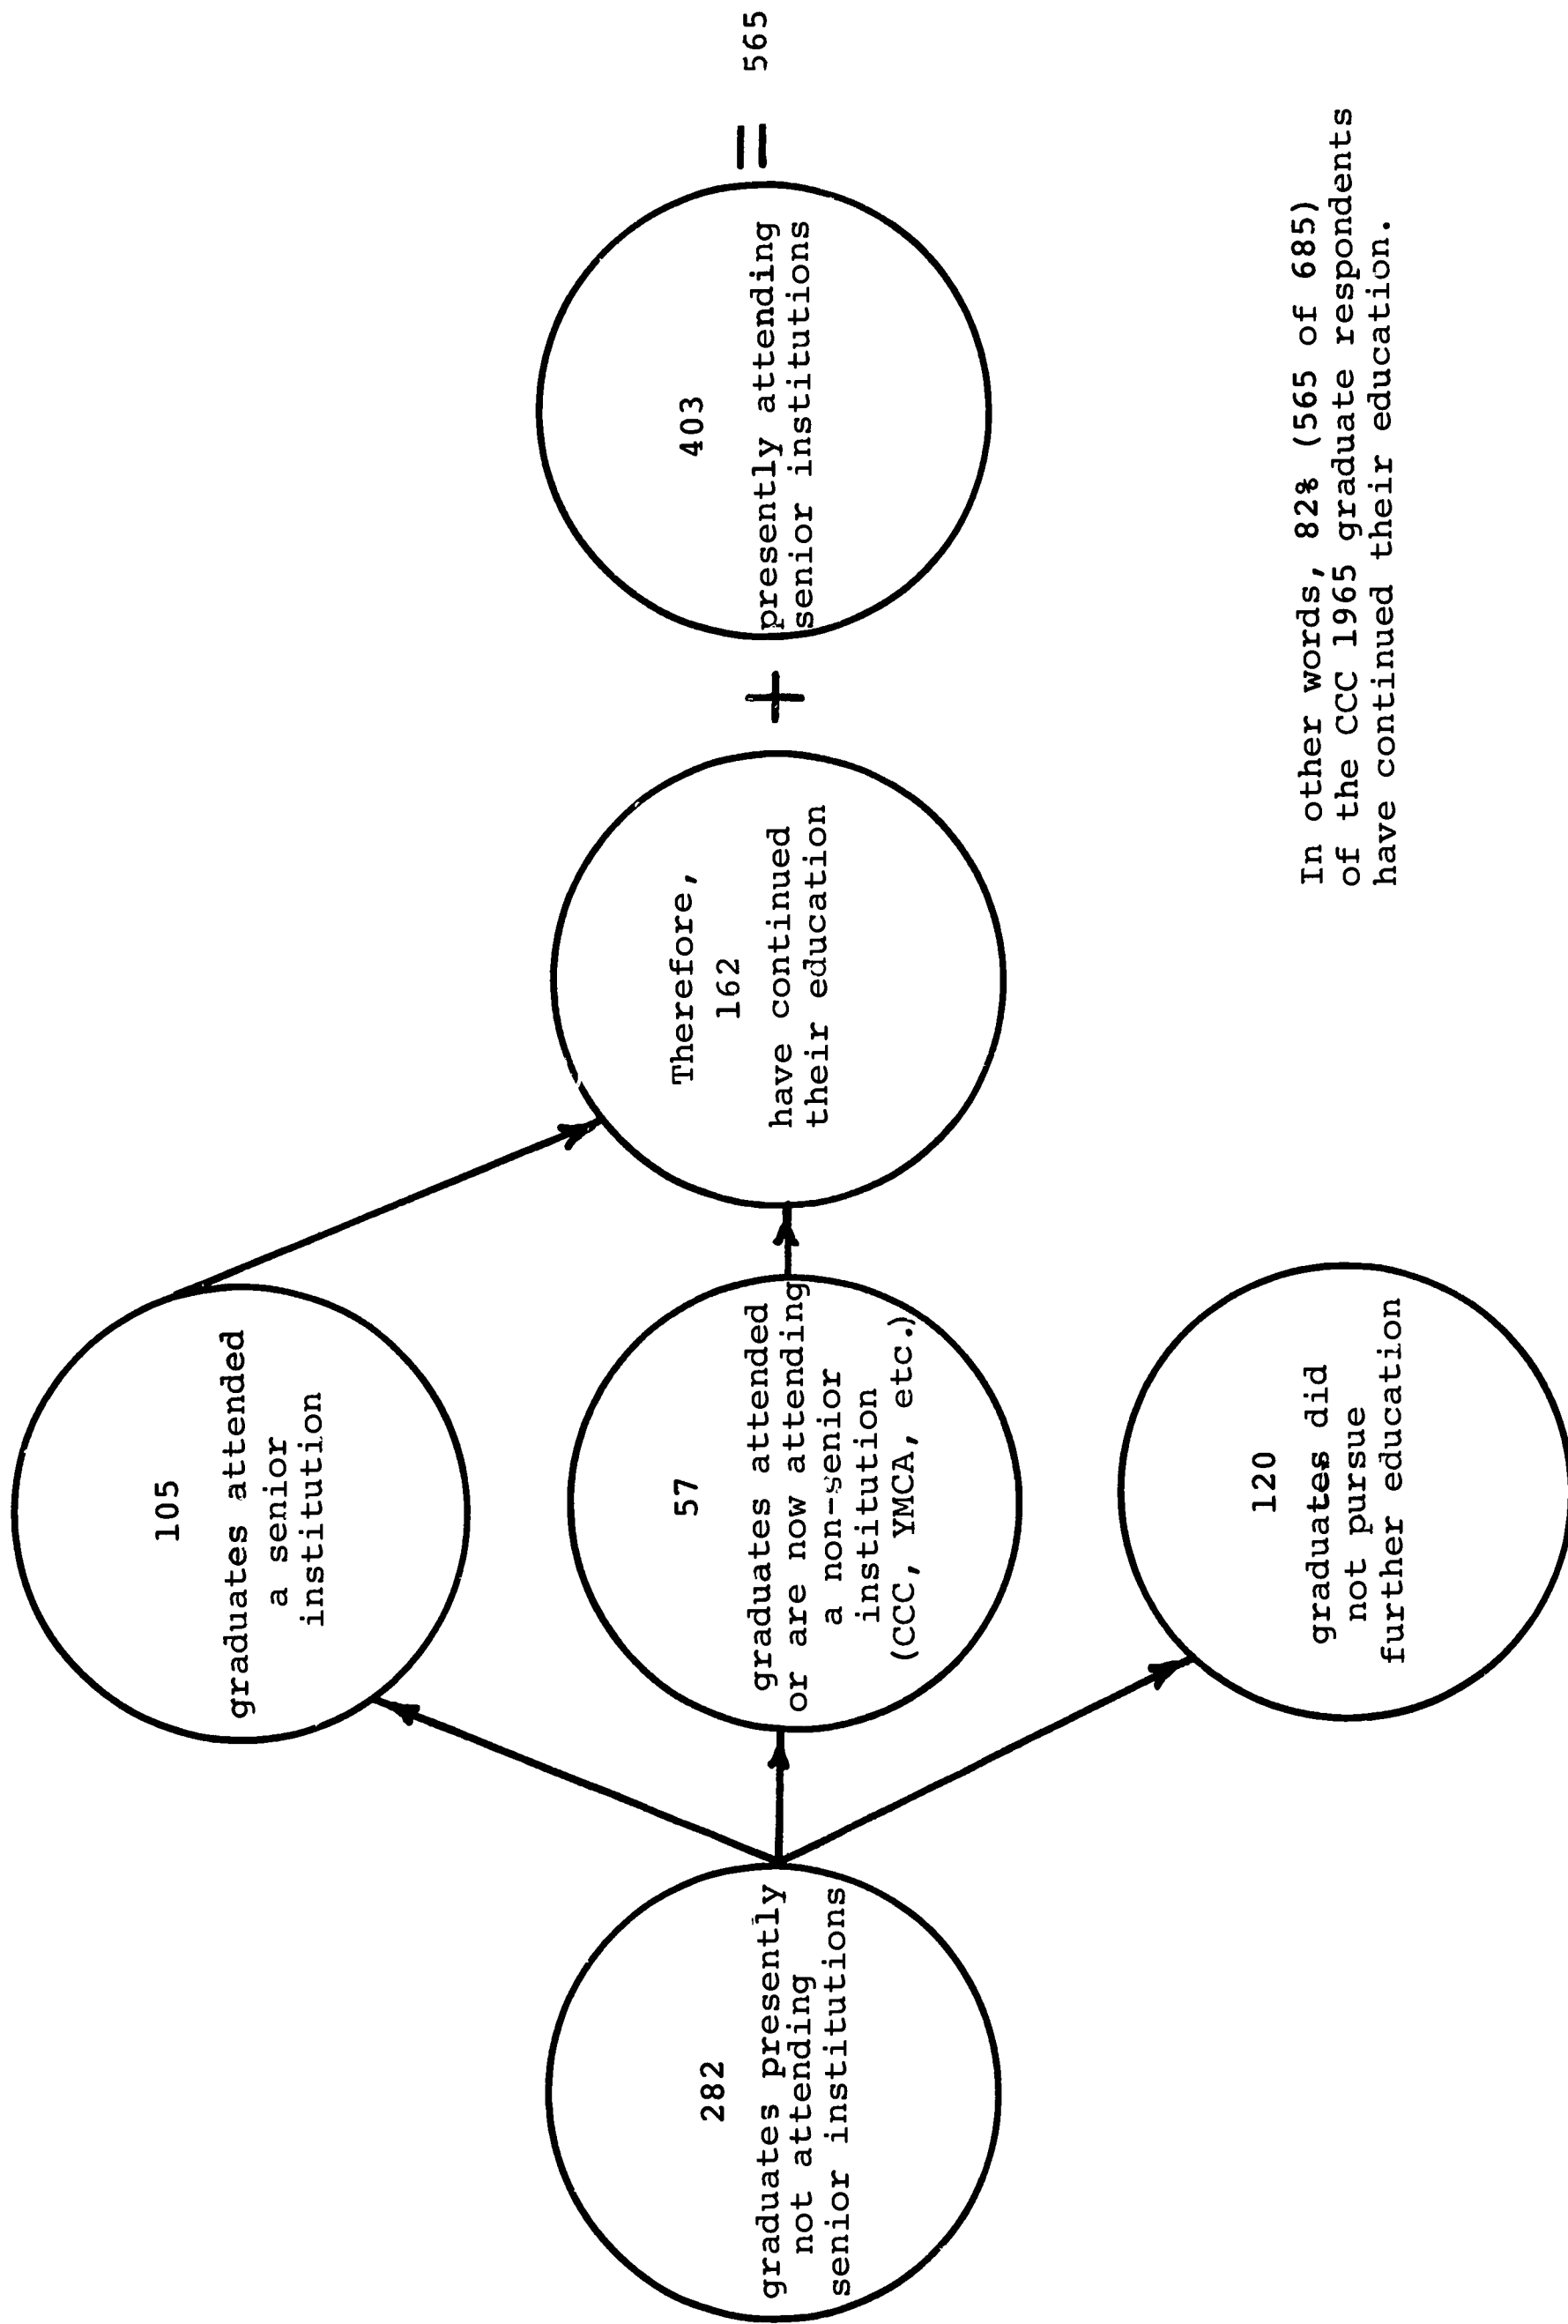 282
graduates presently
not attending
senior institutions
105
graduates attended
a senior
institution
57
graduates attended
or are now attending
a non-senior
institution
(CCC, YMCA, etc.)
120
graduates did
not pursue
further education
Therefore,
162
have continued
their education
+
403
presently attending
senior institutions
=
565
In other words, 82% (565 of 685)
of the CCC 1965 graduate respondents
have continued their education.